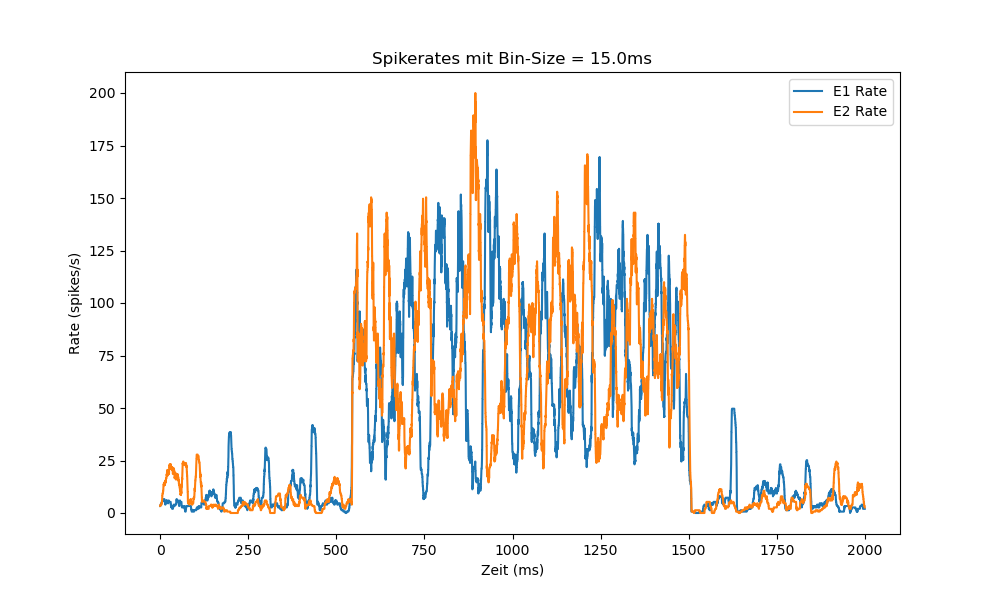 Spikerates mit Bin-Size = 15.0ms
E1 Rate
E2 Rate
200
175
150
125
100
75
50
25
0
Rate (spikes/s)
0 250 500 750 1000 1250 1500 1750 2000
Zeit (ms)